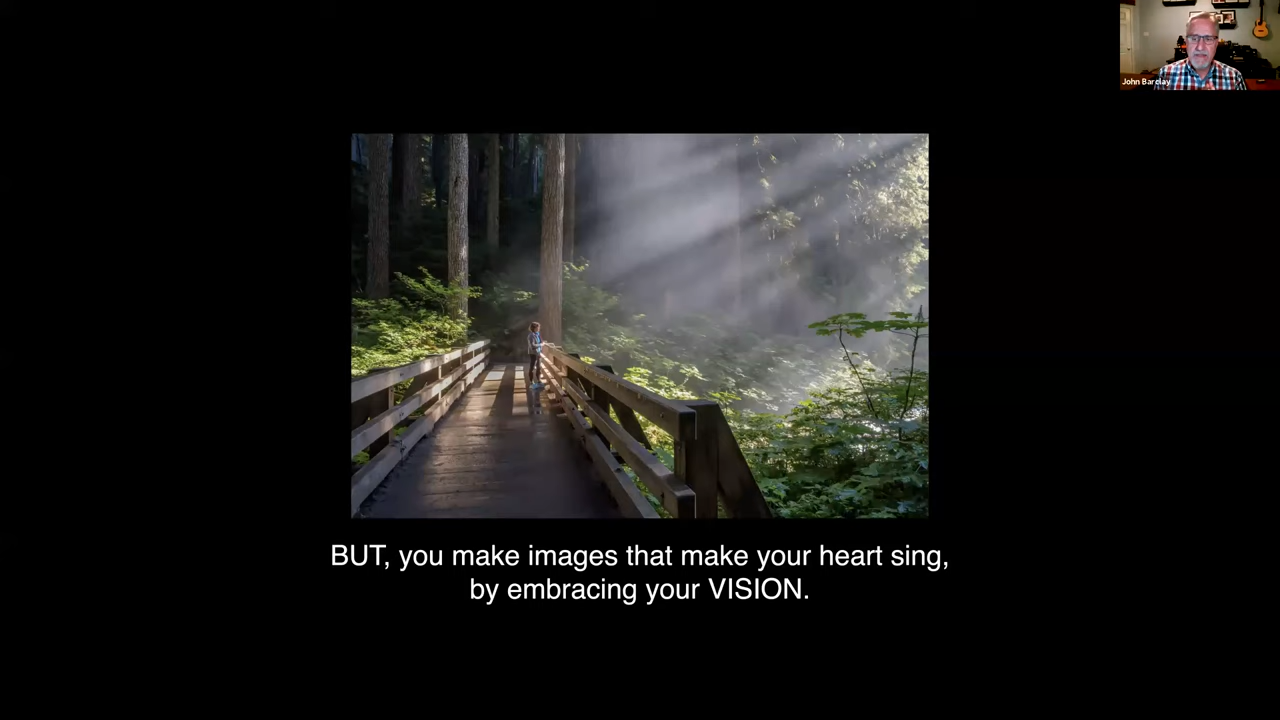 John Barclay
BUT, you make images that make your heart sing,
by embracing your VISION.